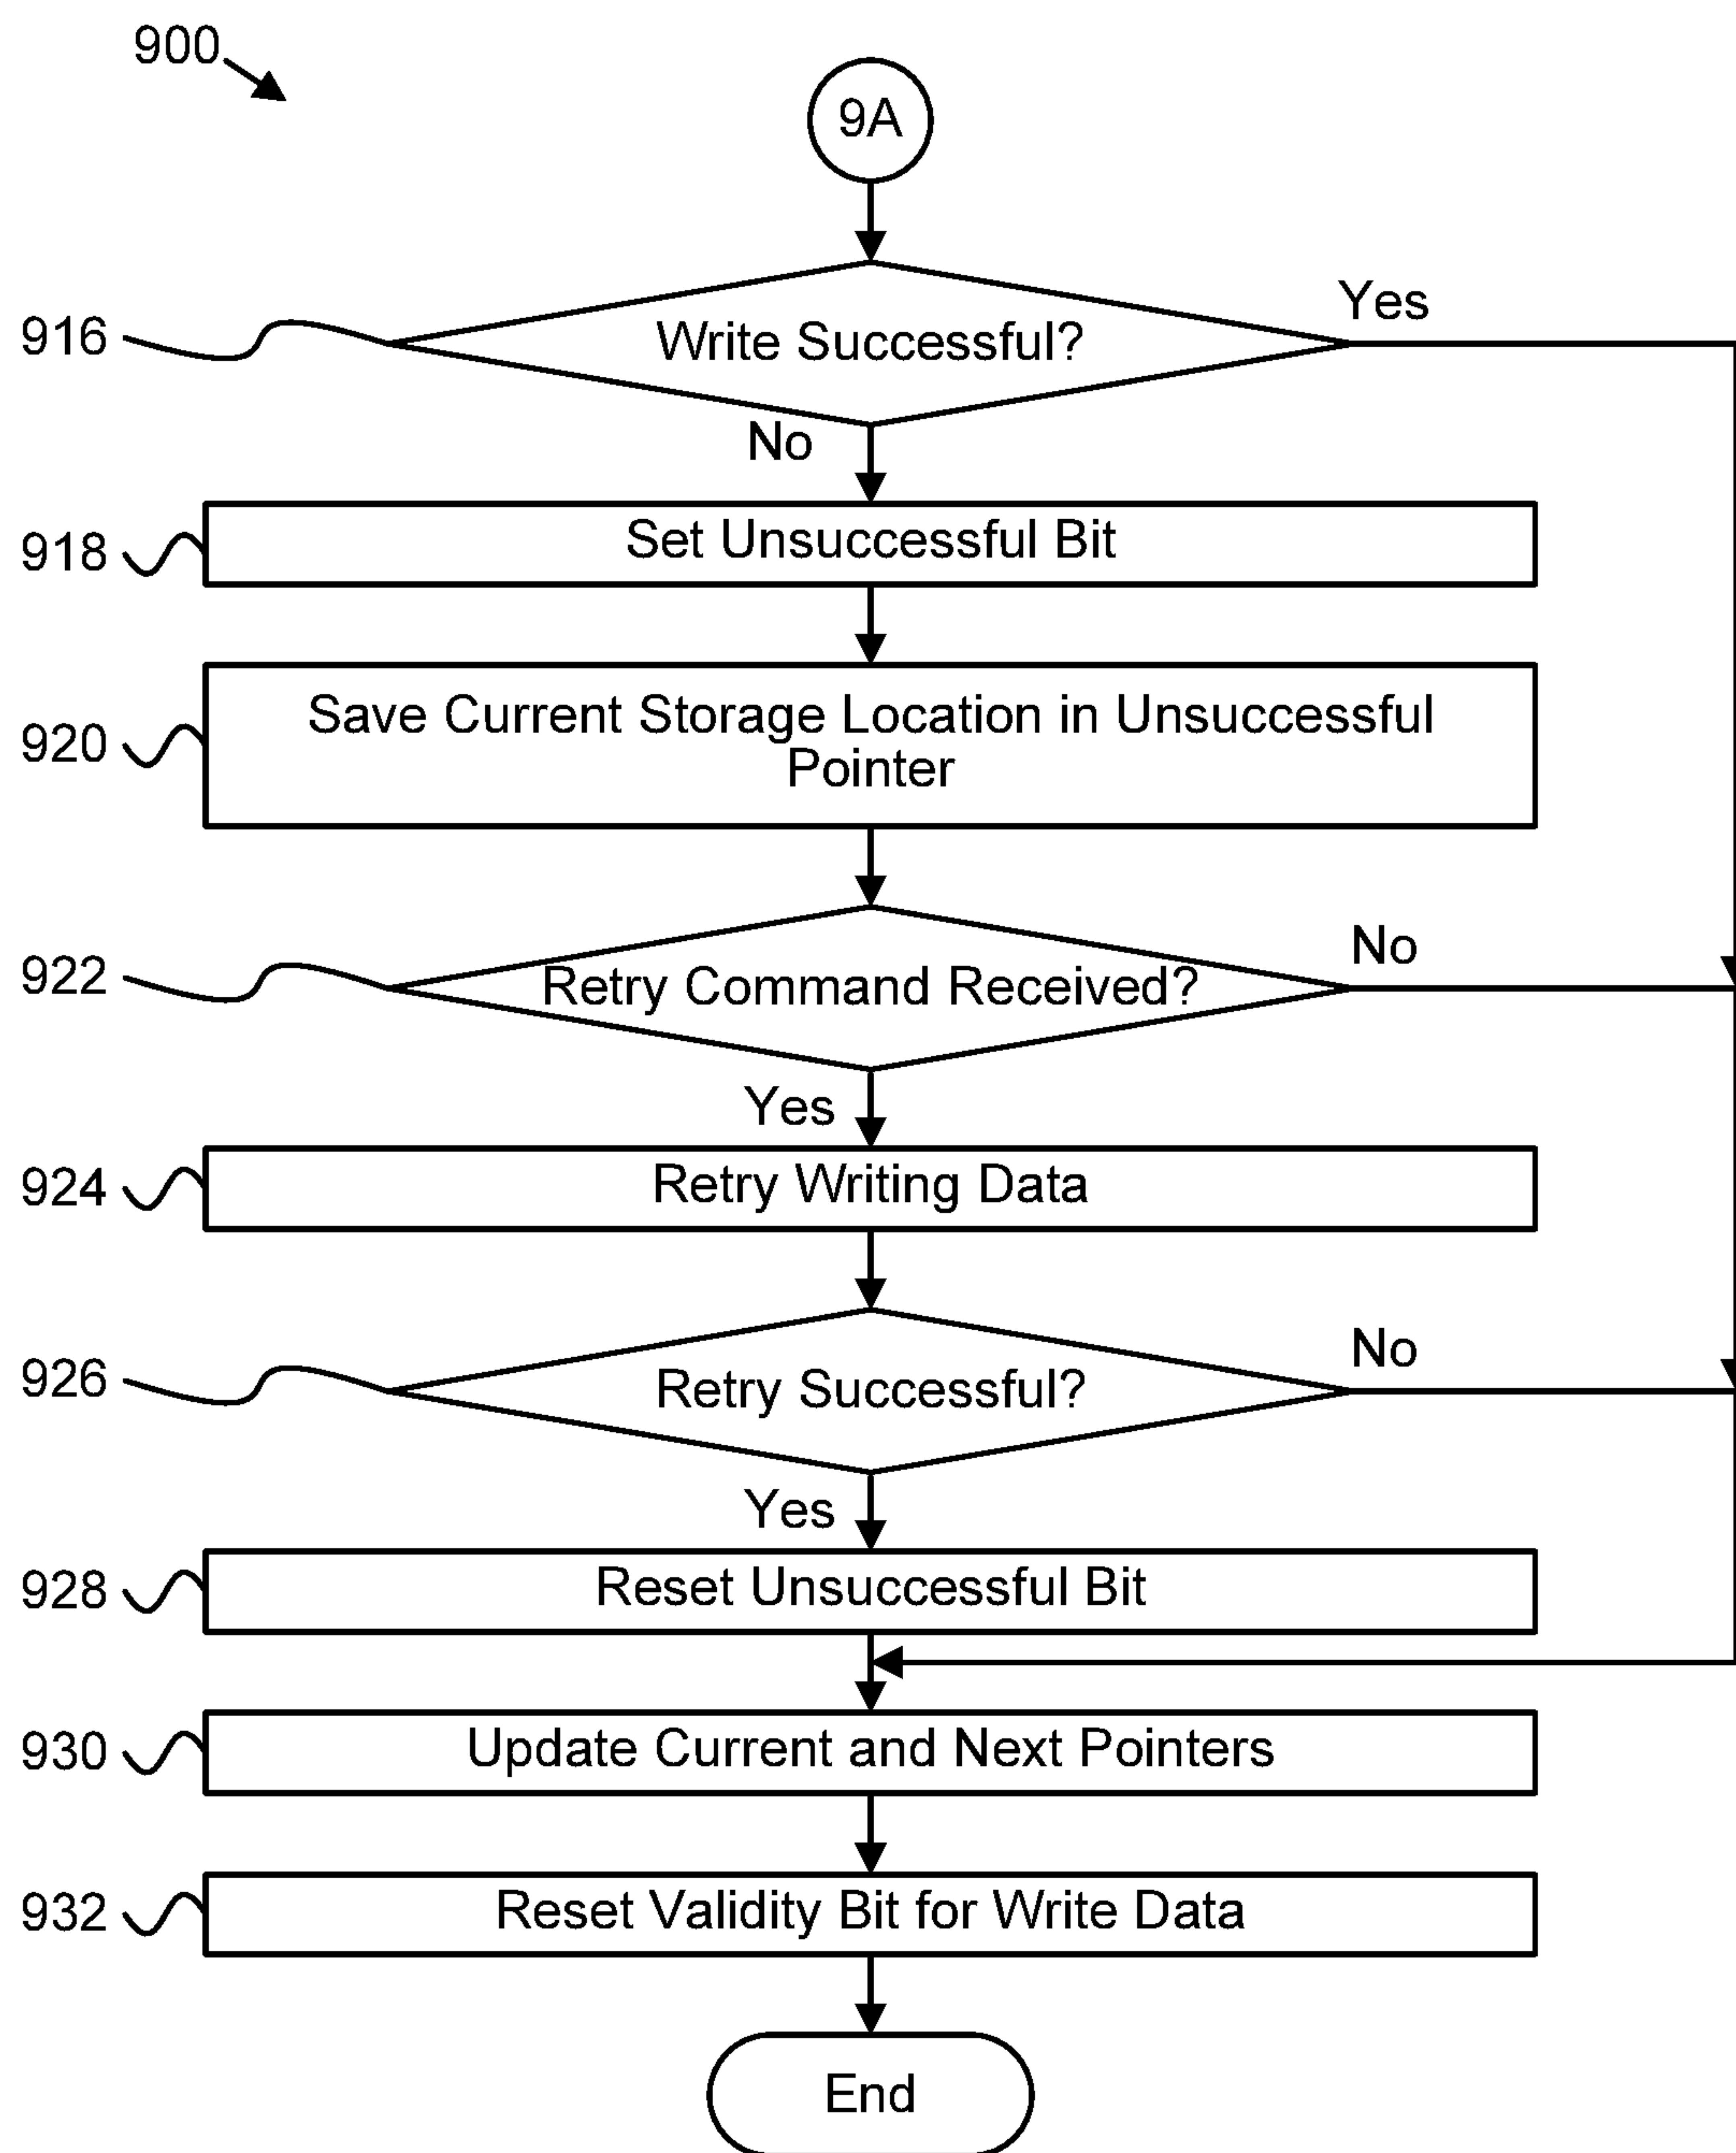 900
9A
916
Write Successful?
Yes
No
918
Set Unsuccessful Bit
920
Save Current Storage Location in Unsuccessful
Pointer
922
Retry Command Received?
No
Yes
924
Retry Writing Data
926
Retry Successful?
No
Yes
928
Reset Unsuccessful Bit
930
Update Current and Next Pointers
932
Reset Validity Bit for Write Data
End